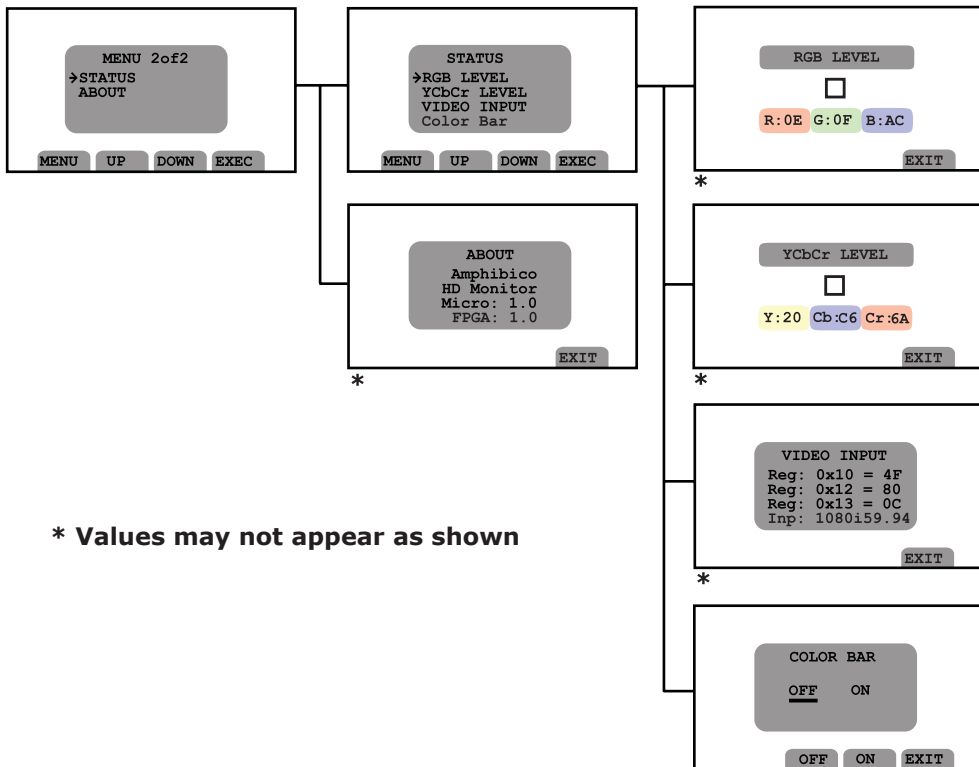 MENU 2of2
→STATUS
ABOUT
MENU UP DOWN EXEC
STATUS
→RGB LEVEL
YCbCr LEVEL
VIDEO INPUT
Color Bar
MENU UP DOWN EXEC
RGB LEVEL
R:0E G:0F B:AC
EXIT
*
ABOUT
Amphibico
HD Monitor
Micro: 1.0
FPGA: 1.0
EXIT
*
YCbCr LEVEL
Y:20 Cb:C6 Cr:6A
EXIT
*
VIDEO INPUT
Reg: 0x10 = 4F
Reg: 0x12 = 80
Reg: 0x13 = 0C
Inp: 1080i59.94
EXIT
*
* Values may not appear as shown
COLOR BAR
OFF ON
OFF ON EXIT